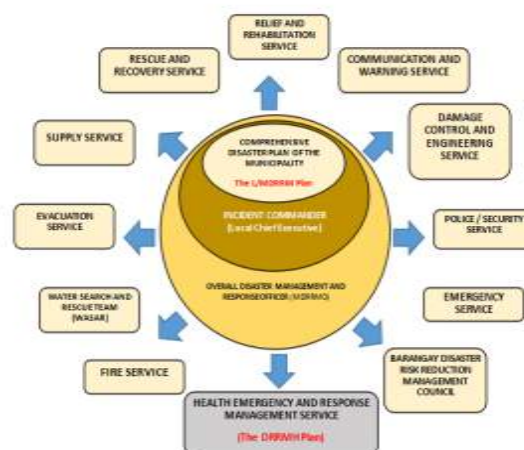 RELIEF AND
REHABILITATION
SERVICE
RESCUE AND
RECOVERY SERVICE
COMMUNICATION AND
WARNING SERVICE
SUPPLY SERVICE
DAMAGE
CONTROL AND
ENGINEERING
SERVICE
COMPREHENSIVE
DISASTER PLAN OF THE
MUNICIPALITY
The L/MDRRM Plan
INCIDENT COMMANDER
(Local Chief Executive)
EVACUATION
SERVICE
POLICE / SECURITY
SERVICE
OVERALL DISASTER MANAGEMENT AND
RESPONSE OFFICER (MDRRMO)
WATER SEARCH AND
RESCUE TEAM
(WASAR)
EMERGENCY
SERVICE
FIRE SERVICE
BARANGAY DISASTER
RISK REDUCTION
MANAGEMENT
COUNCIL
HEALTH EMERGENCY AND RESPONSE
MANAGEMENT SERVICE
(The DRRMH Plan)